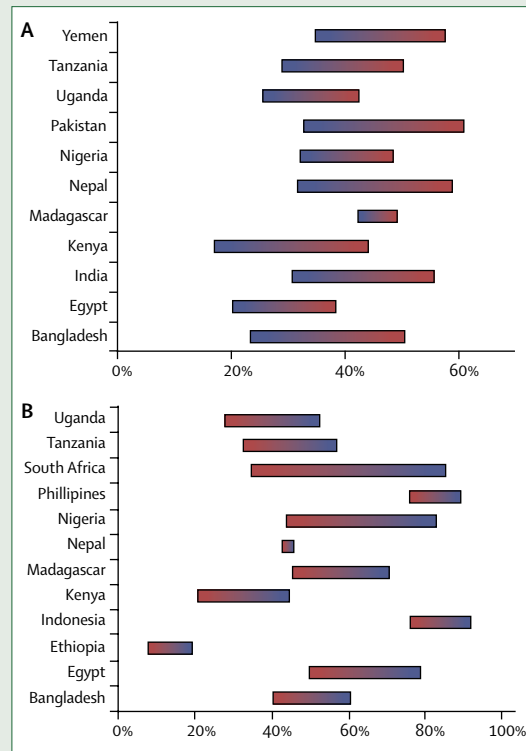 A
Yemen
Tanzania
Uganda
Pakistan
Nigeria
Nepal
Madagascar
Kenya
India
Egypt
Bangladesh
0% 20% 40% 60%
B
Uganda
Tanzania
South Africa
Phillipines
Nigeria
Nepal
Madagascar
Kenya
Indonesia
Ethiopia
Egypt
Bangladesh
0% 20% 40% 60% 80% 100%